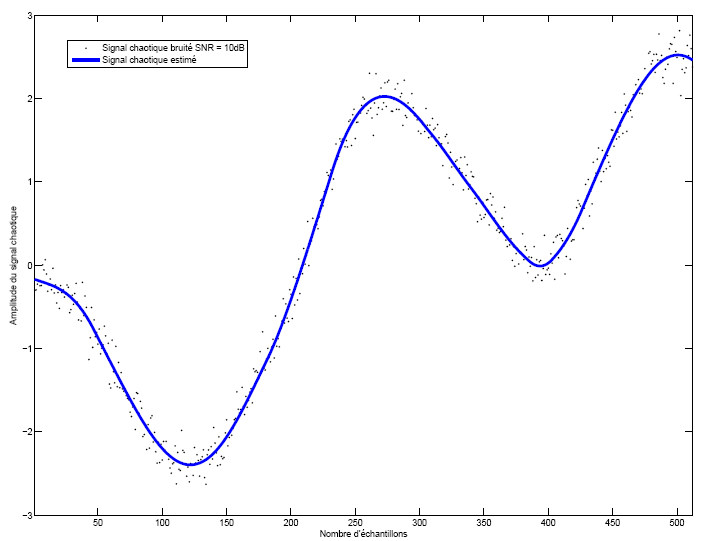 3
2
1
0
−1
−2
−3
Signal chaotique bruité SNR = 10dB
Signal chaotique estimé
Amplitude du signal chaotique
50 100 150 200 250 300 350 400 450 500
Nombre d'échantillons